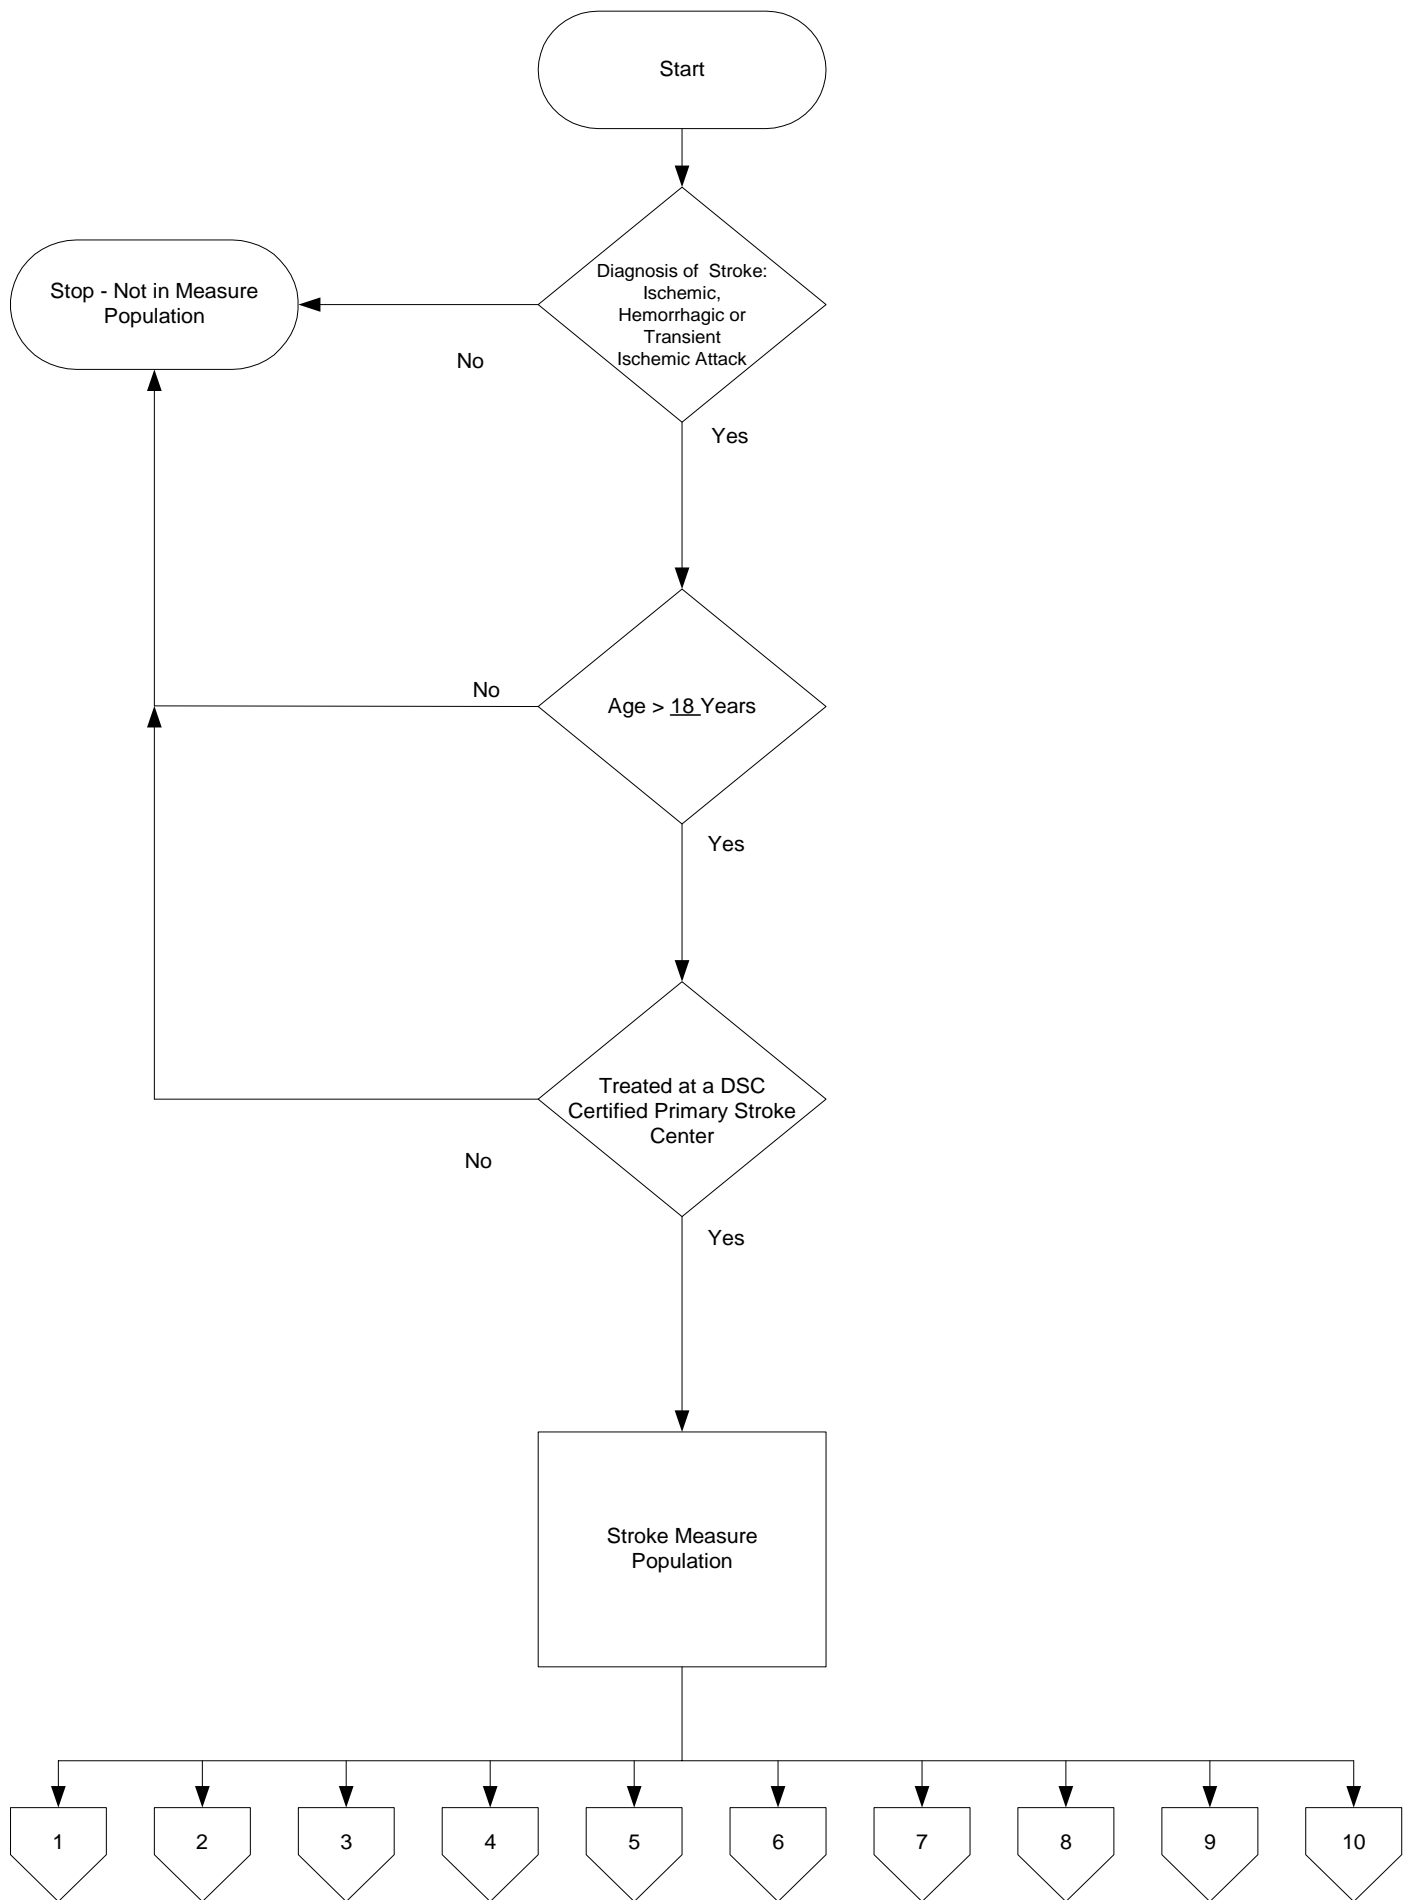 Start
Diagnosis of Stroke:
Ischemic,
Hemorrhagic or
Transient
Ischemic Attack
Stop - Not in Measure
Population
No
Yes
Age > 18 Years
No
Yes
Treated at a DSC
Certified Primary Stroke
Center
No
Yes
Stroke Measure
Population
1 2 3 4 5 6 7 8 9 10